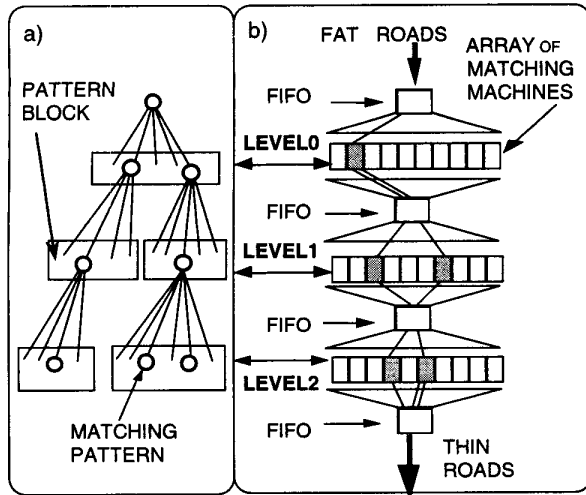 a)
PATTERN
BLOCK
MATCHING
PATTERN
b)
FAT ROADS
ARRAY OF
MATCHING
MACHINES
FIFO
LEVEL0
FIFO
LEVEL1
FIFO
LEVEL2
FIFO
THIN
ROADS